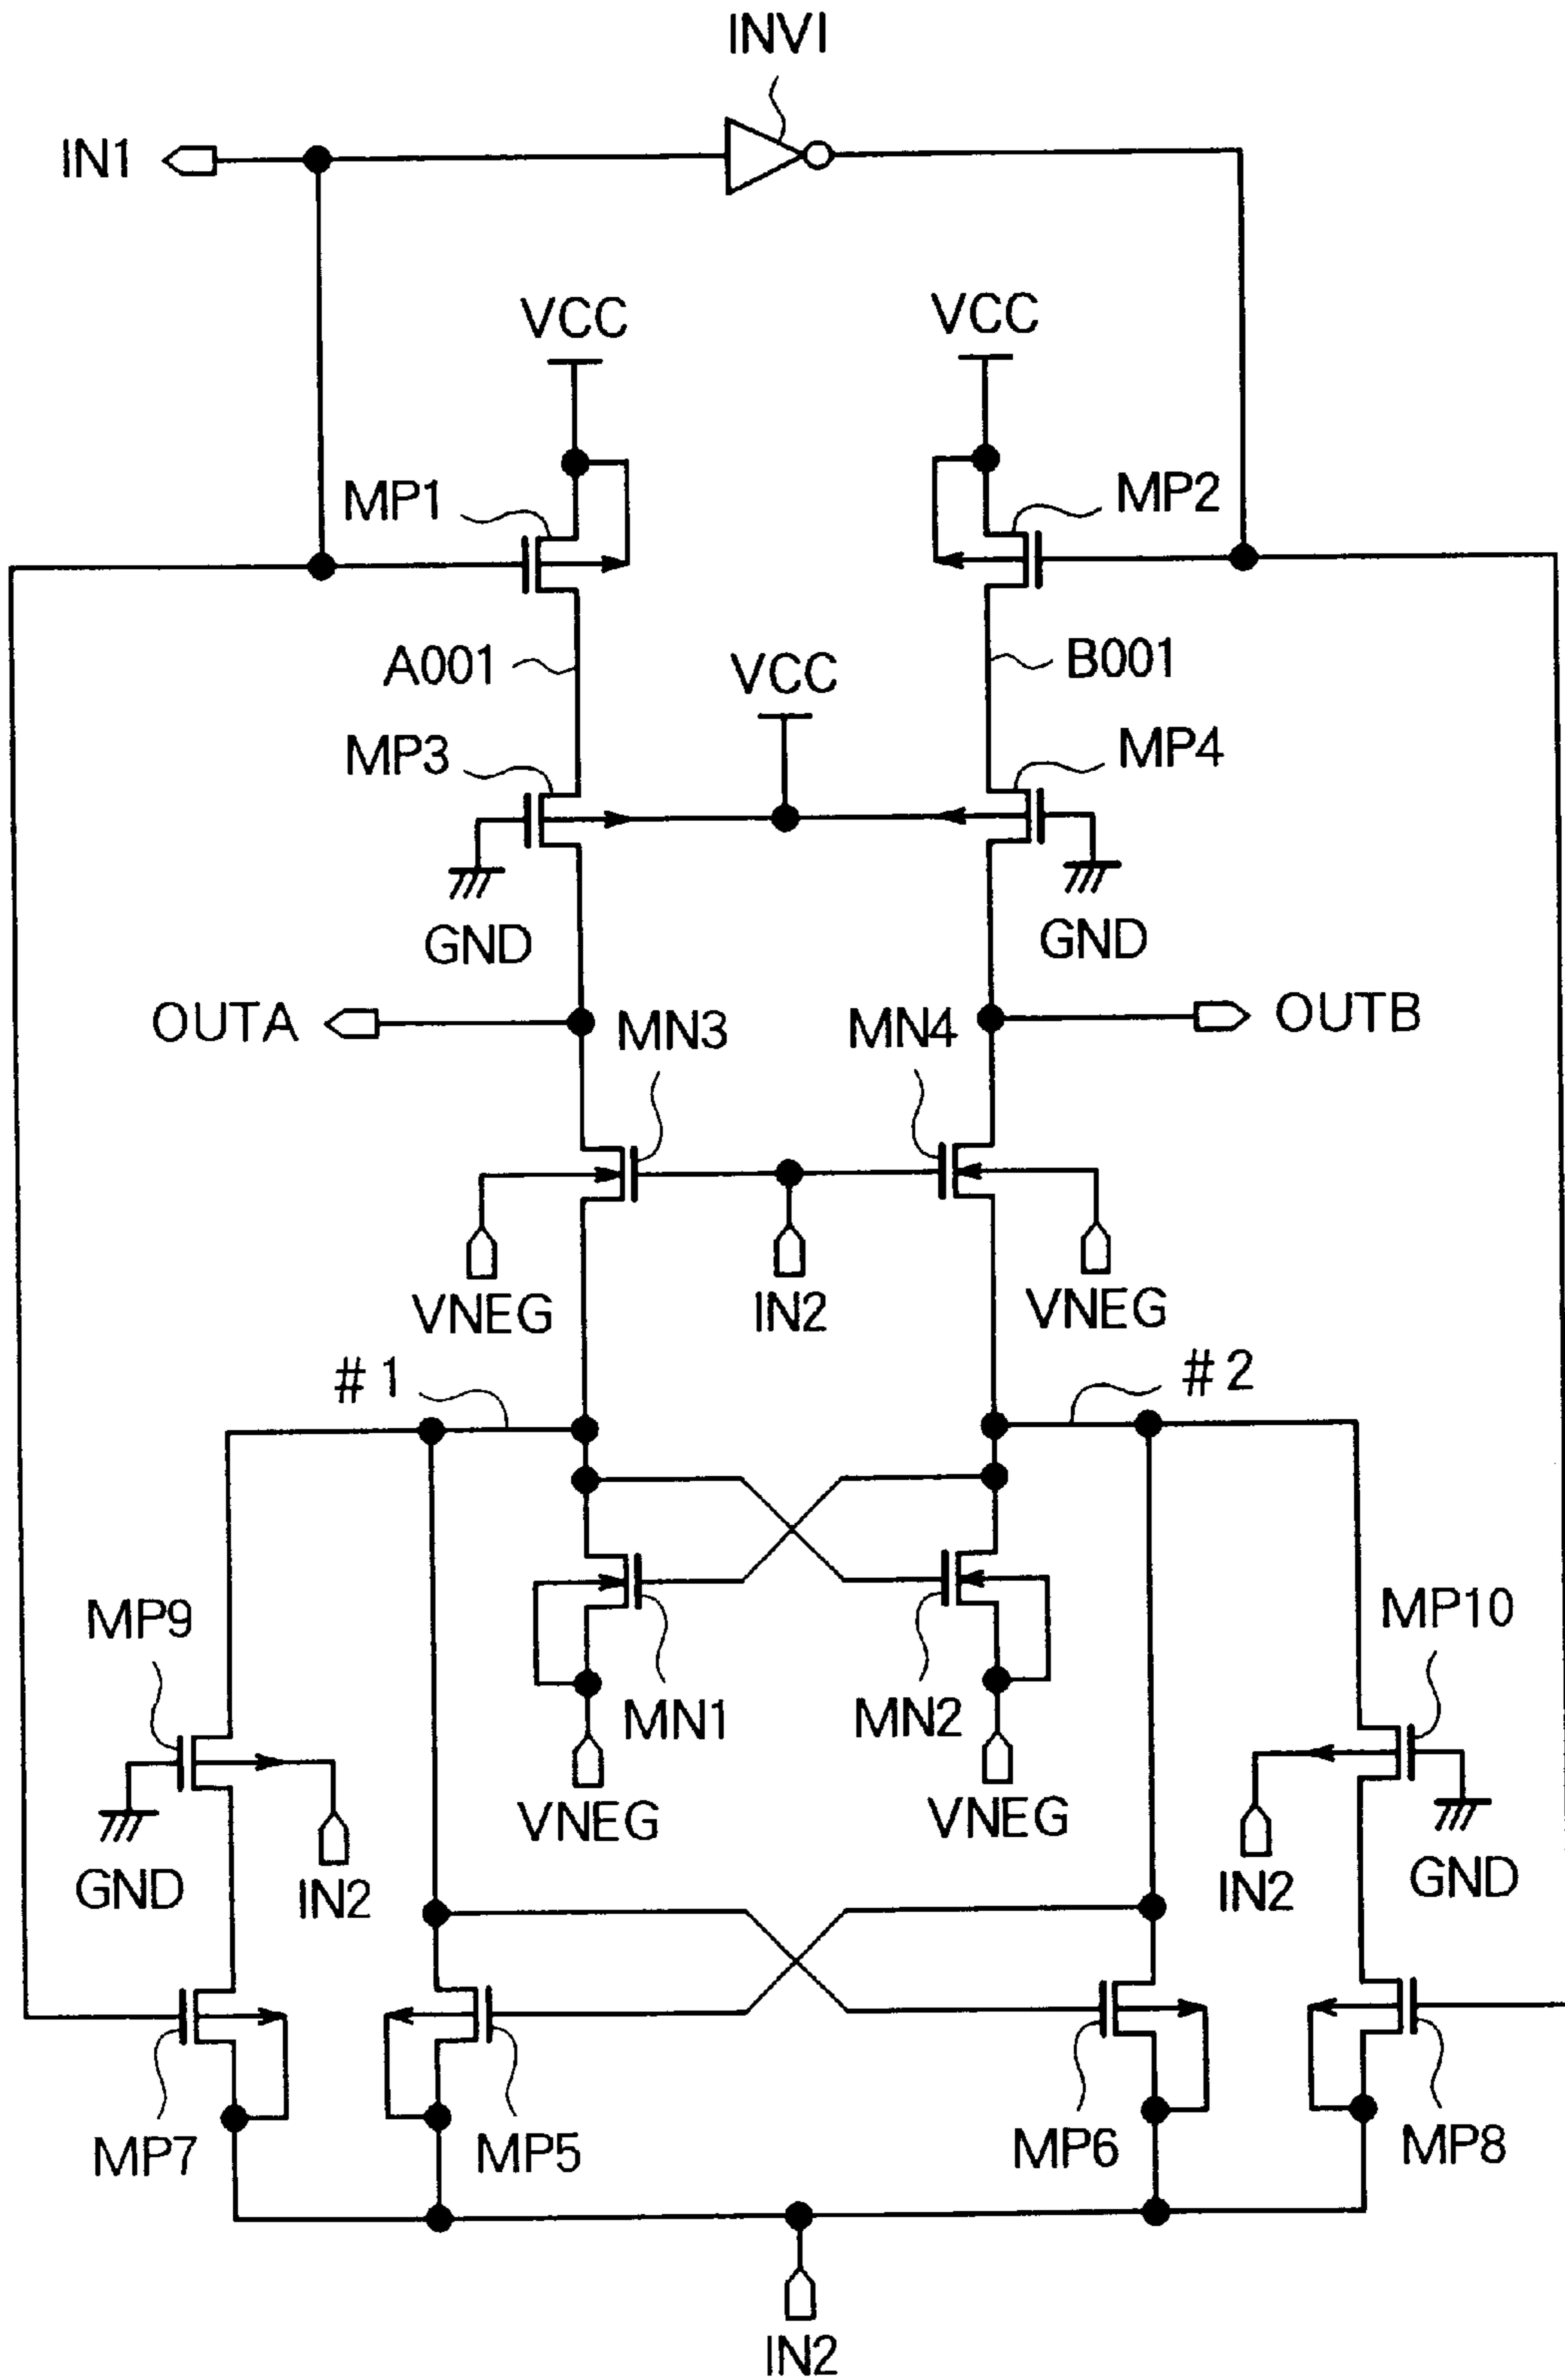 INVI
IN1
VCC
VCC
MP1
MP2
A001
VCC
B001
MP3
MP4
GND
GND
OUTA
MN3
MN4
OUTB
VNEG
IN2
VNEG
#1
#2
MP9
MP10
MN1
MN2
VNEG
VNEG
GND
IN2
IN2
GND
MP7
MP5
MP6
MP8
IN2